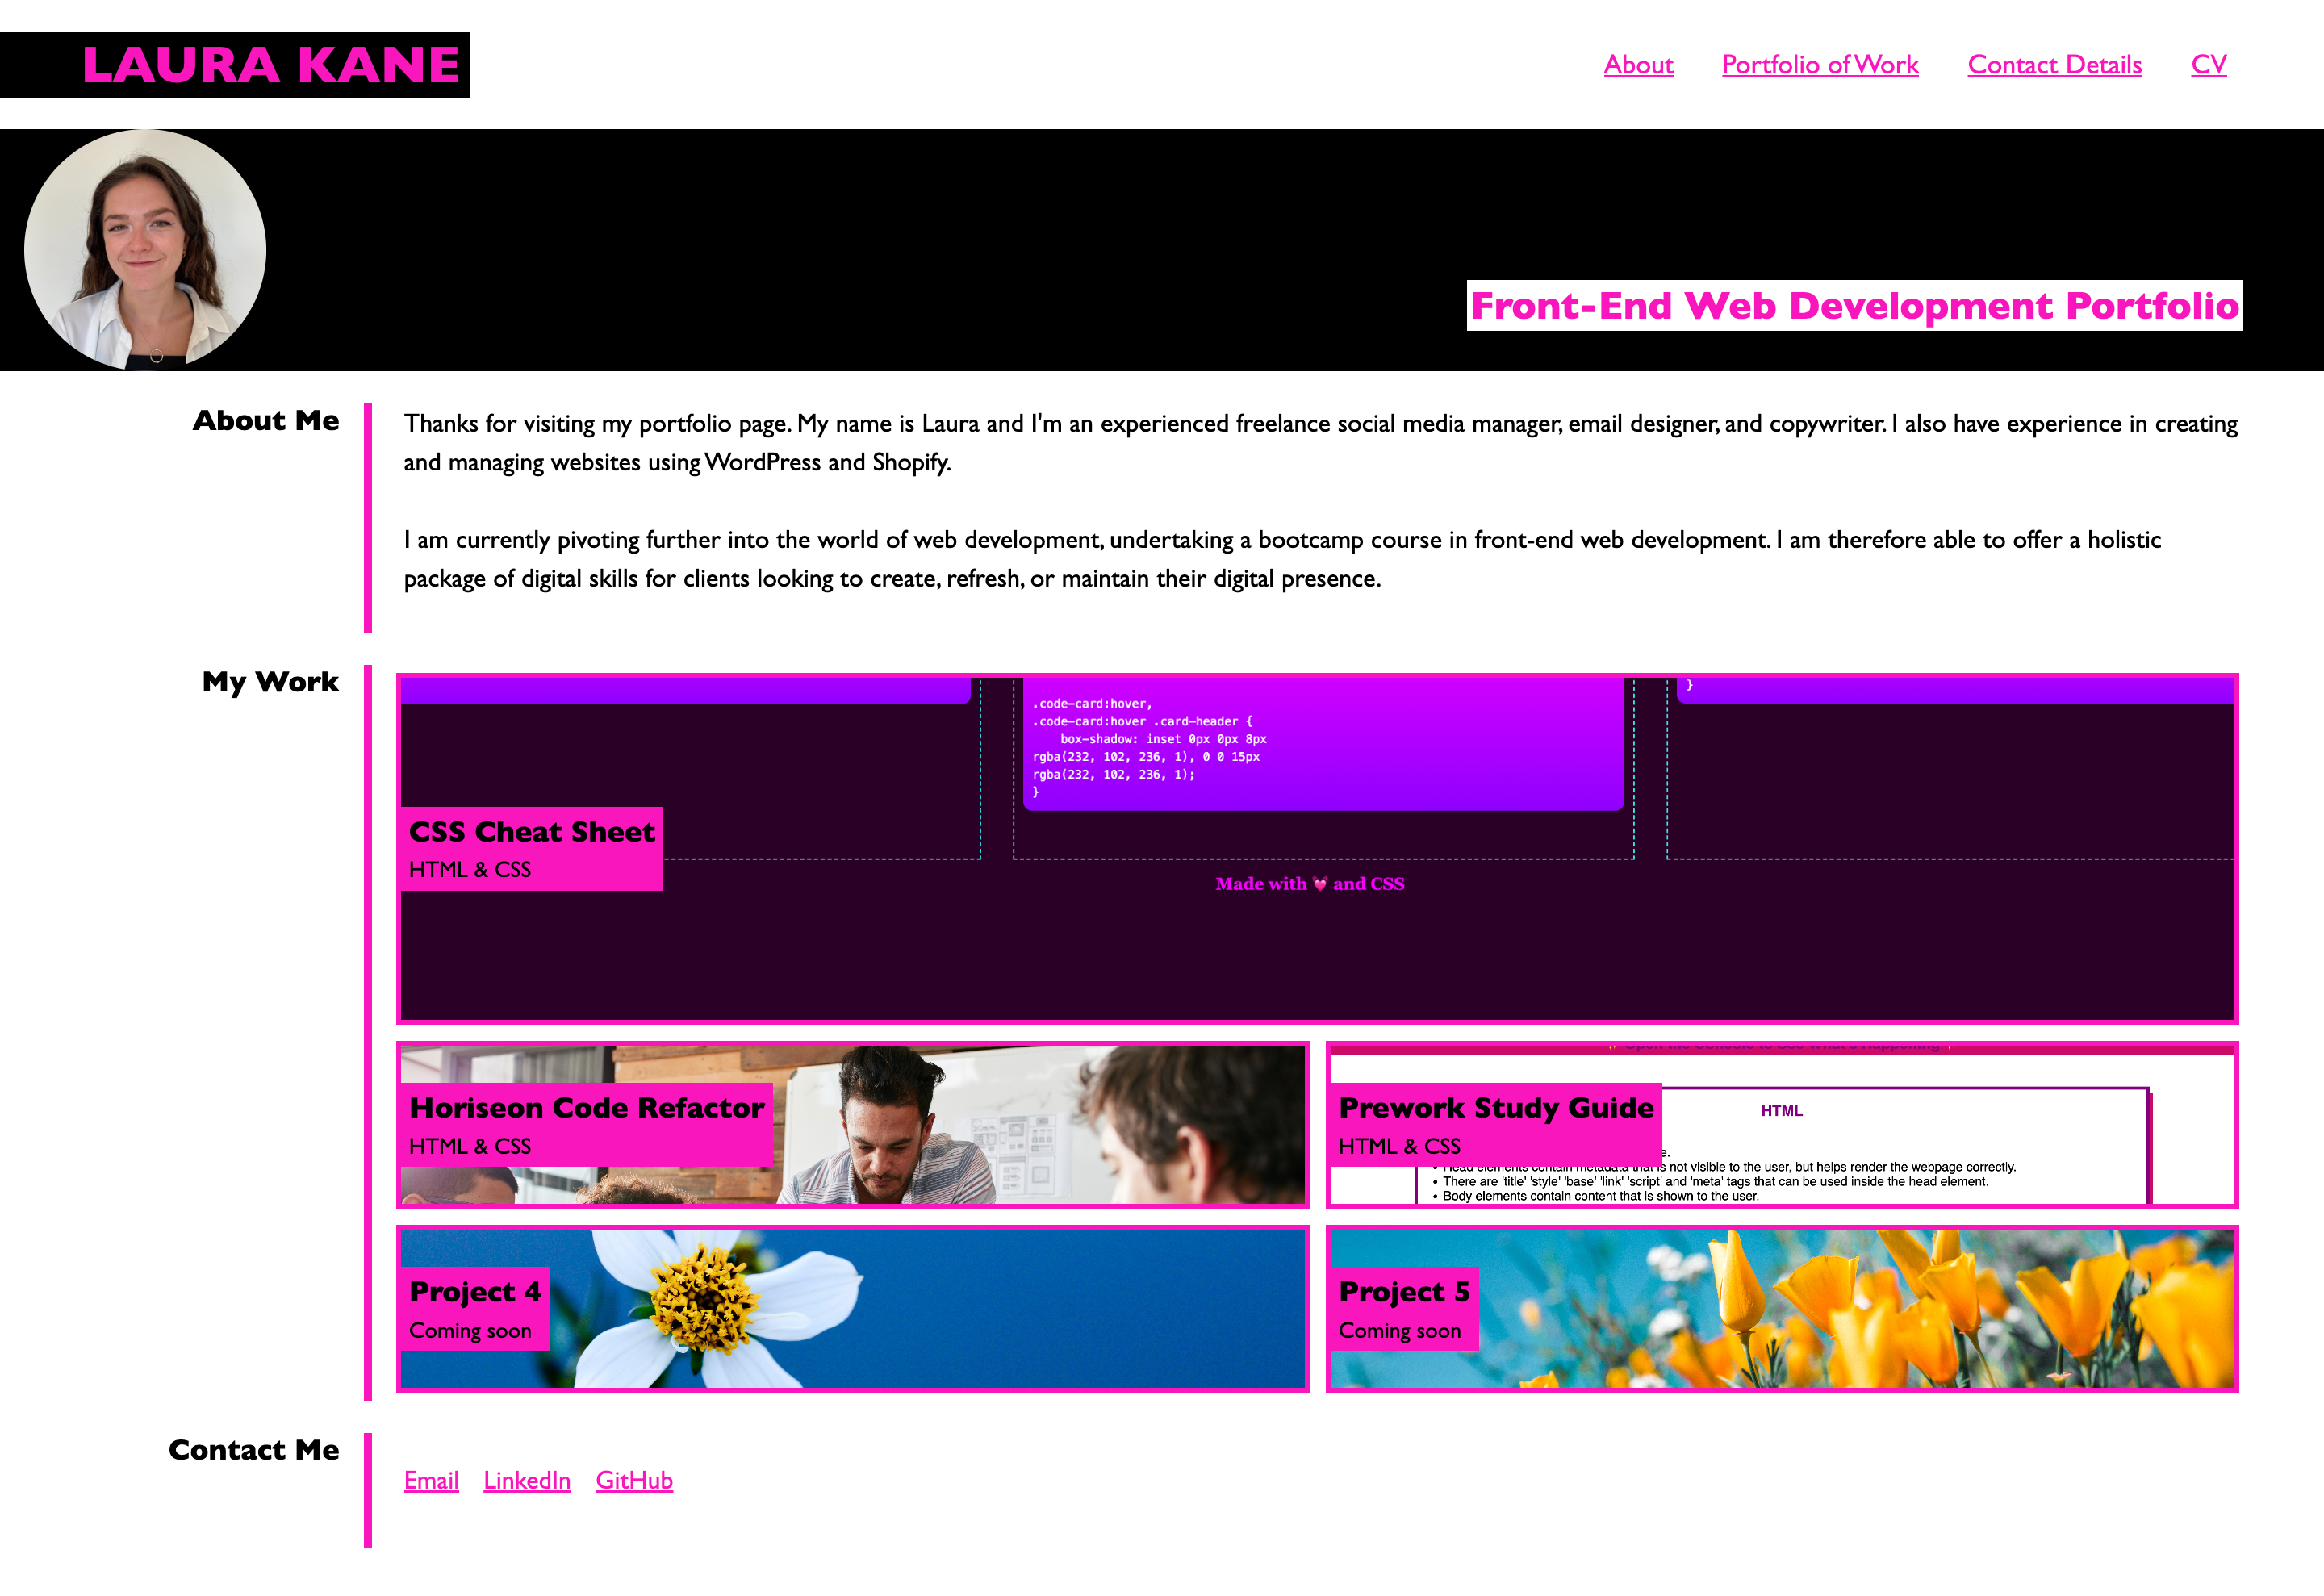 LAURA KANE
About Portfolio of Work Contact Details CV
Front-End Web Development Portfolio
About Me
Thanks for visiting my portfolio page. My name is Laura and I'm an experienced freelance social media manager, email designer, and copywriter. I also have experience in creating
and managing websites using WordPress and Shopify.
I am currently pivoting further into the world of web development, undertaking a bootcamp course in front-end web development. I am therefore able to offer a holistic
package of digital skills for clients looking to create, refresh, or maintain their digital presence.
My Work
.code-card:hover,
.code-card:hover .card-header {
box-shadow: inset 0px 0px 8px
rgba(232, 102, 236, 1), 0 0 15px
rgba(232, 102, 236, 1);
}
}
CSS Cheat Sheet
HTML & CSS
Made with 💓 and CSS
Horiseon Code Refactor
HTML & CSS
Prework Study Guide
HTML & CSS
HTML
e.
• Head elements contain metadata that is not visible to the user, but helps render the webpage correctly.
• There are 'title' 'style' 'base' 'link' 'script' and 'meta' tags that can be used inside the head element.
• Body elements contain content that is shown to the user.
Project 4
Coming soon
Project 5
Coming soon
Contact Me
Email LinkedIn GitHub